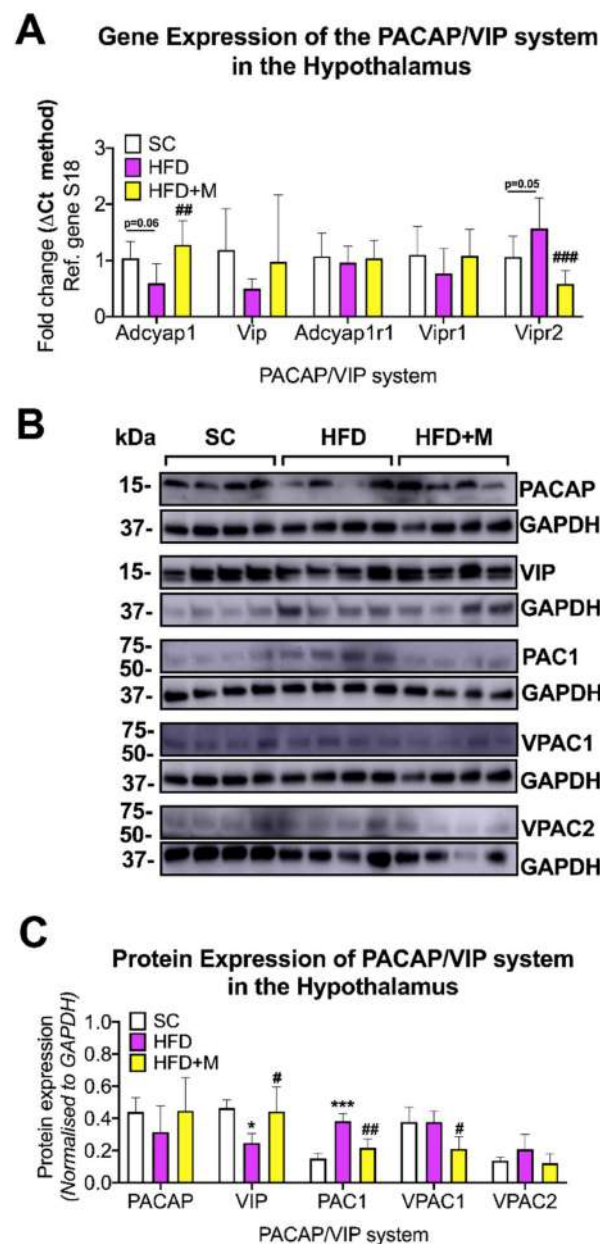 A
Gene Expression of the PACAP/VIP system
in the Hypothalamus
Fold change (ΔCt method)
Ref. gene S18
3
2
1
0
SC
HFD
HFD+M
p=0.06
##
p=0.05
###
Adcyap1 Vip Adcyap1r1 Vipr1 Vipr2
PACAP/VIP system
B
kDa SC HFD HFD+M
15- PACAP
37- GAPDH
15- VIP
37- GAPDH
75-
50- PAC1
37- GAPDH
75-
50- VPAC1
37- GAPDH
75-
50- VPAC2
37- GAPDH
C
Protein Expression of PACAP/VIP system
in the Hypothalamus
Protein expression
(Normalised to GAPDH)
1.0
0.8
0.6
0.4
0.2
0.0
SC
HFD
HFD+M
* # *** ## #
PACAP VIP PAC1 VPAC1 VPAC2
PACAP/VIP system